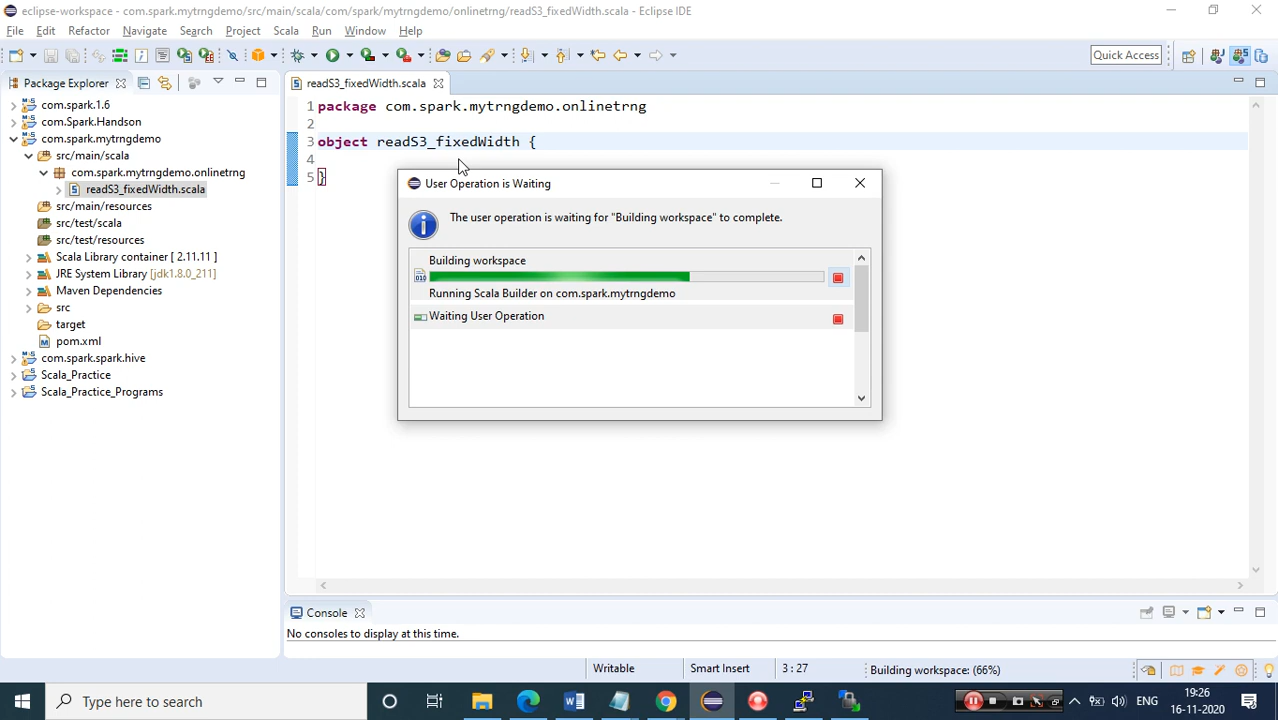 eclipse-workspace - com.spark.mytrngdemo/src/main/scala/com/spark/mytrngdemo/onlinetrng/readS3_fixedWidth.scala - Eclipse IDE
File Edit Refactor Navigate Search Project Scala Run Window Help
Quick Access
Package Explorer
readS3_fixedWidth.scala
com.spark.1.6
com.Spark.Handson
com.spark.mytrngdemo
src/main/scala
com.spark.mytrngdemo.onlinetrng
readS3_fixedWidth.scala
src/main/resources
src/test/scala
src/test/resources
Scala Library container [ 2.11.11 ]
JRE System Library [jdk1.8.0_211]
Maven Dependencies
src
target
pom.xml
com.spark.spark.hive
Scala_Practice
Scala_Practice_Programs
1 package com.spark.mytrngdemo.onlinetrng
2
3 object readS3_fixedWidth {
4
5 }
User Operation is Waiting
The user operation is waiting for "Building workspace" to complete.
Building workspace
010
Running Scala Builder on com.spark.mytrngdemo
Waiting User Operation
Console
No consoles to display at this time.
Writable
Smart Insert
3 : 27
Building workspace: (66%)
Type here to search
ENG
19:26
16-11-2020